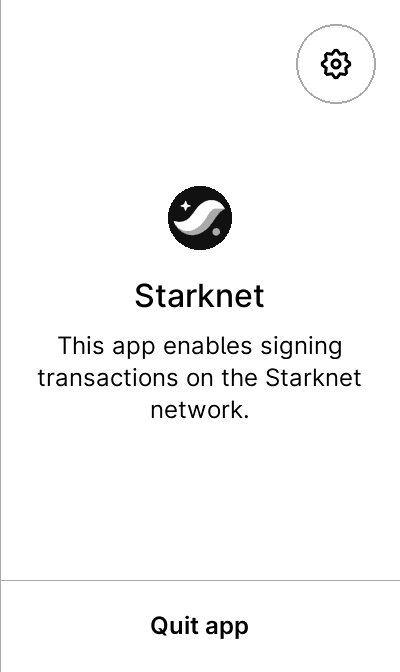 Starknet
This app enables signing
transactions on the Starknet
network.
Quit app